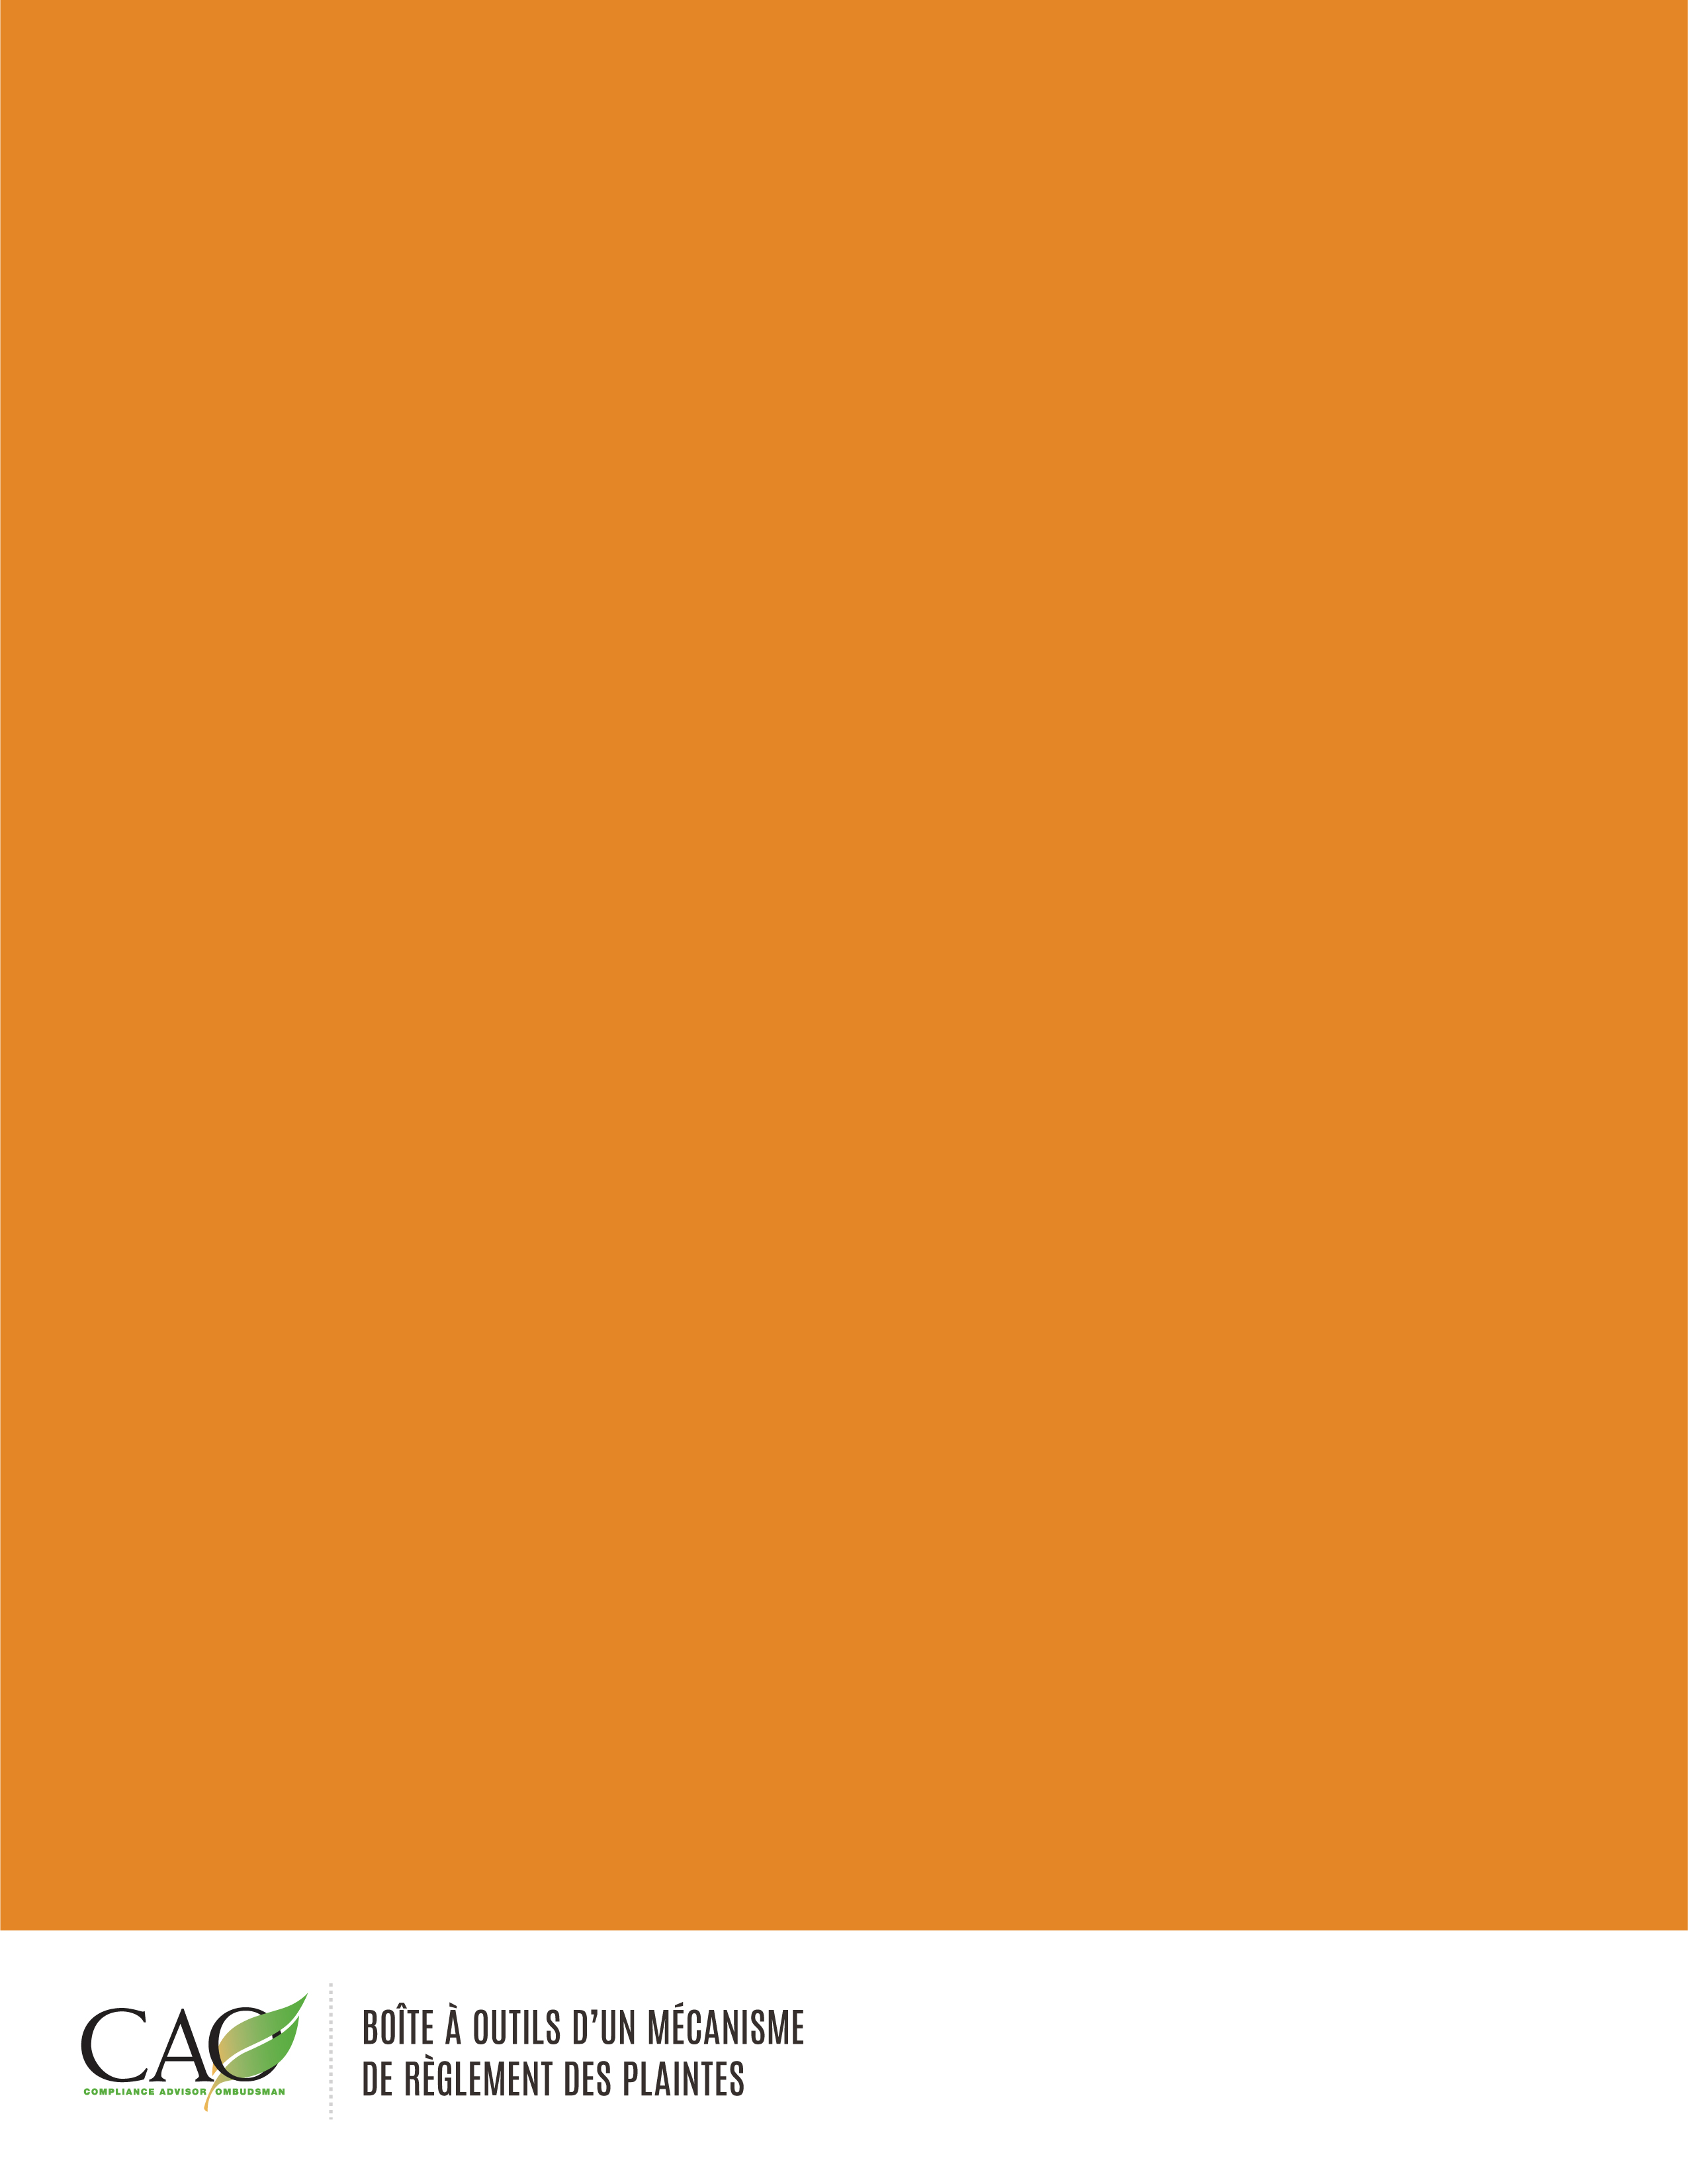 CAO
COMPLIANCE ADVISOR OMBUDSMAN
BOÎTE À OUTILS D’UN MÉCANISME
DE RÈGLEMENT DES PLAINTES